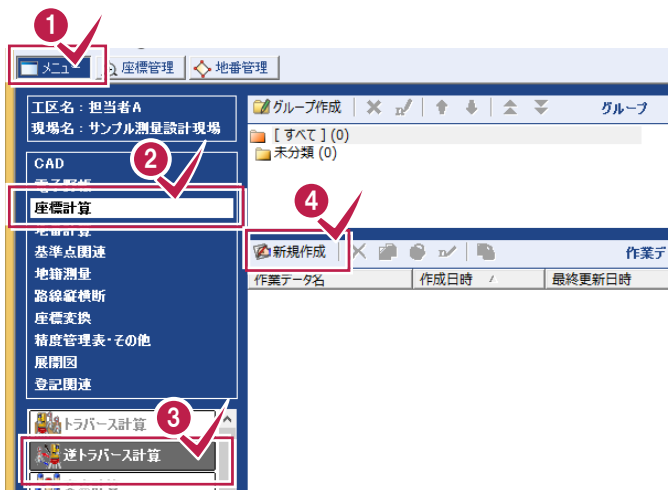 1
メニュー 座標管理 地番管理
工区名：担当者A
現場名：サンプル測量設計現場
グループ作成 グループ
[すべて] (0)
未分類 (0)
2
CAD
座標計算
基準点関連
地籍測量
路線縦横断
座標変換
精度管理表・その他
展開図
登記関連
4
新規作成 作業デ
作業データ名 作成日時 最終更新日時
3
トラバース計算
逆トラバース計算